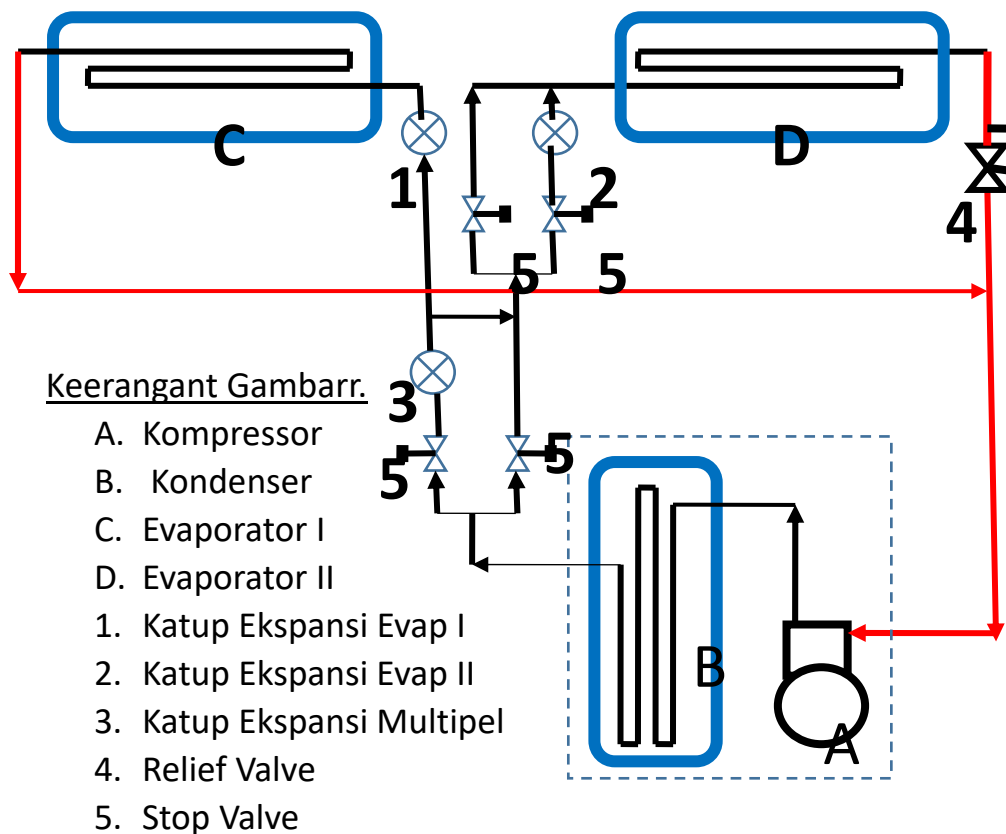 C
D
1
2
4
5
5
Keerangant Gambarr.
3
A. Kompressor
5
5
B. Kondenser
C. Evaporator I
D. Evaporator II
1. Katup Ekspansi Evap I
B
2. Katup Ekspansi Evap II
3. Katup Ekspansi Multipel
A
4. Relief Valve
5. Stop Valve